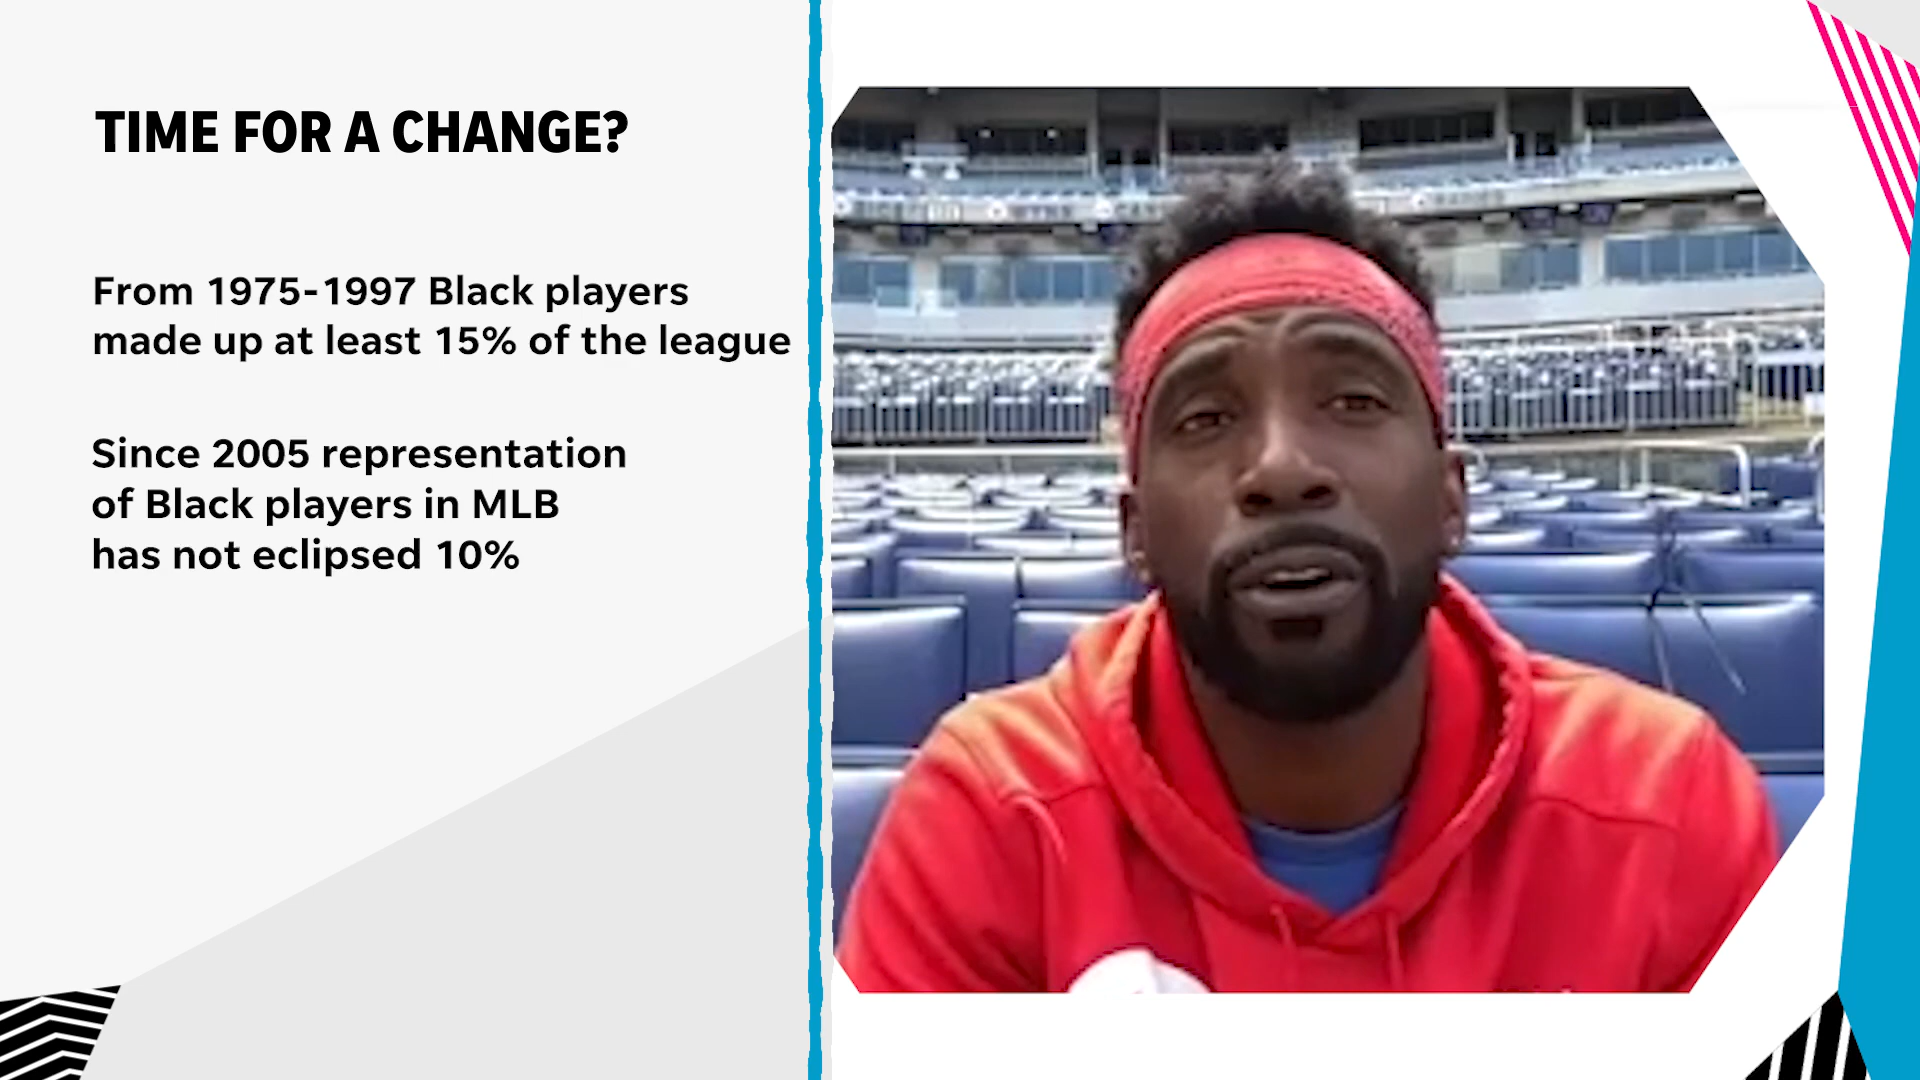 TIME FOR A CHANGE?
From 1975-1997 Black players
made up at least 15% of the league
Since 2005 representation
of Black players in MLB
has not eclipsed 10%